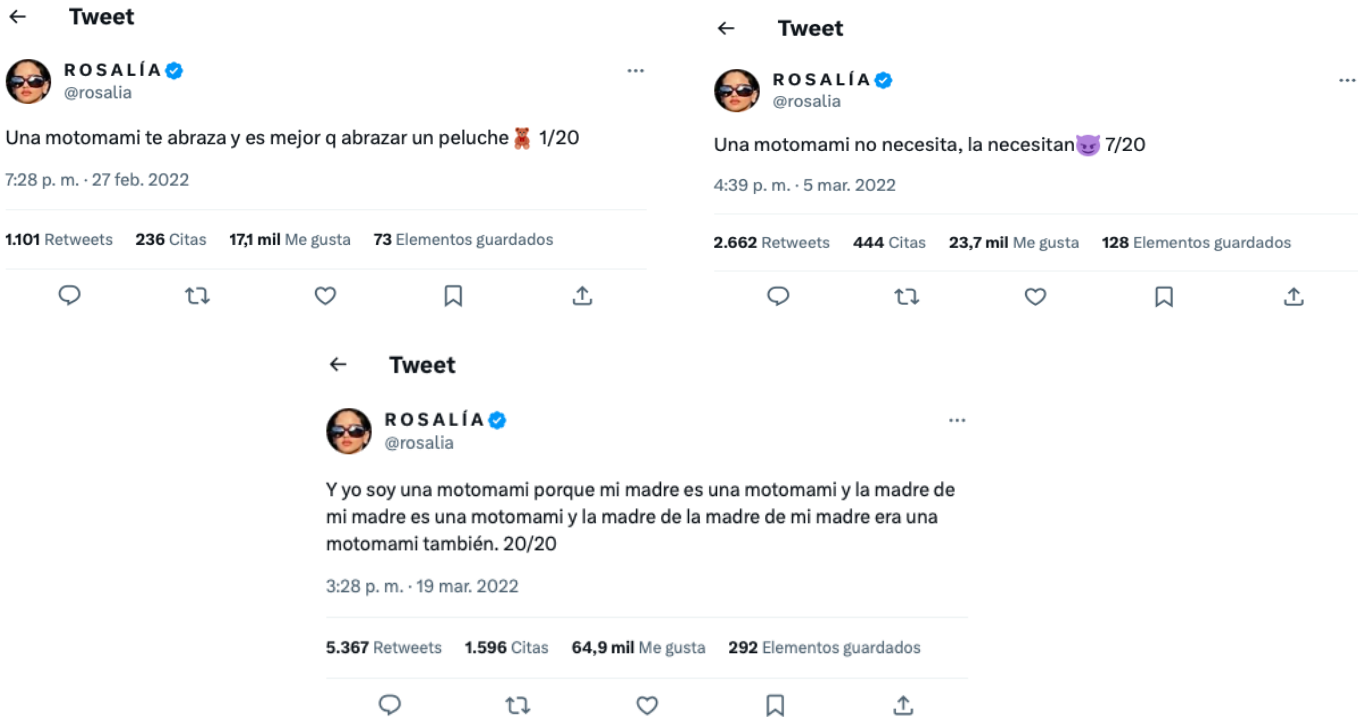 Tweet
ROSALÍA
@rosalia
Una motomami te abraza y es mejor q abrazar un peluche🧸 1/20
7:28 p. m. · 27 feb. 2022
1.101 Retweets 236 Citas 17,1 mil Me gusta 73 Elementos guardados
Tweet
ROSALÍA
@rosalia
Una motomami no necesita, la necesitan😈 7/20
4:39 p. m. · 5 mar. 2022
2.662 Retweets 444 Citas 23,7 mil Me gusta 128 Elementos guardados
Tweet
ROSALÍA
@rosalia
Y yo soy una motomami porque mi madre es una motomami y la madre de
mi madre es una motomami y la madre de la madre de mi madre era una
motomami también. 20/20
3:28 p. m. · 19 mar. 2022
5.367 Retweets 1.596 Citas 64,9 mil Me gusta 292 Elementos guardados